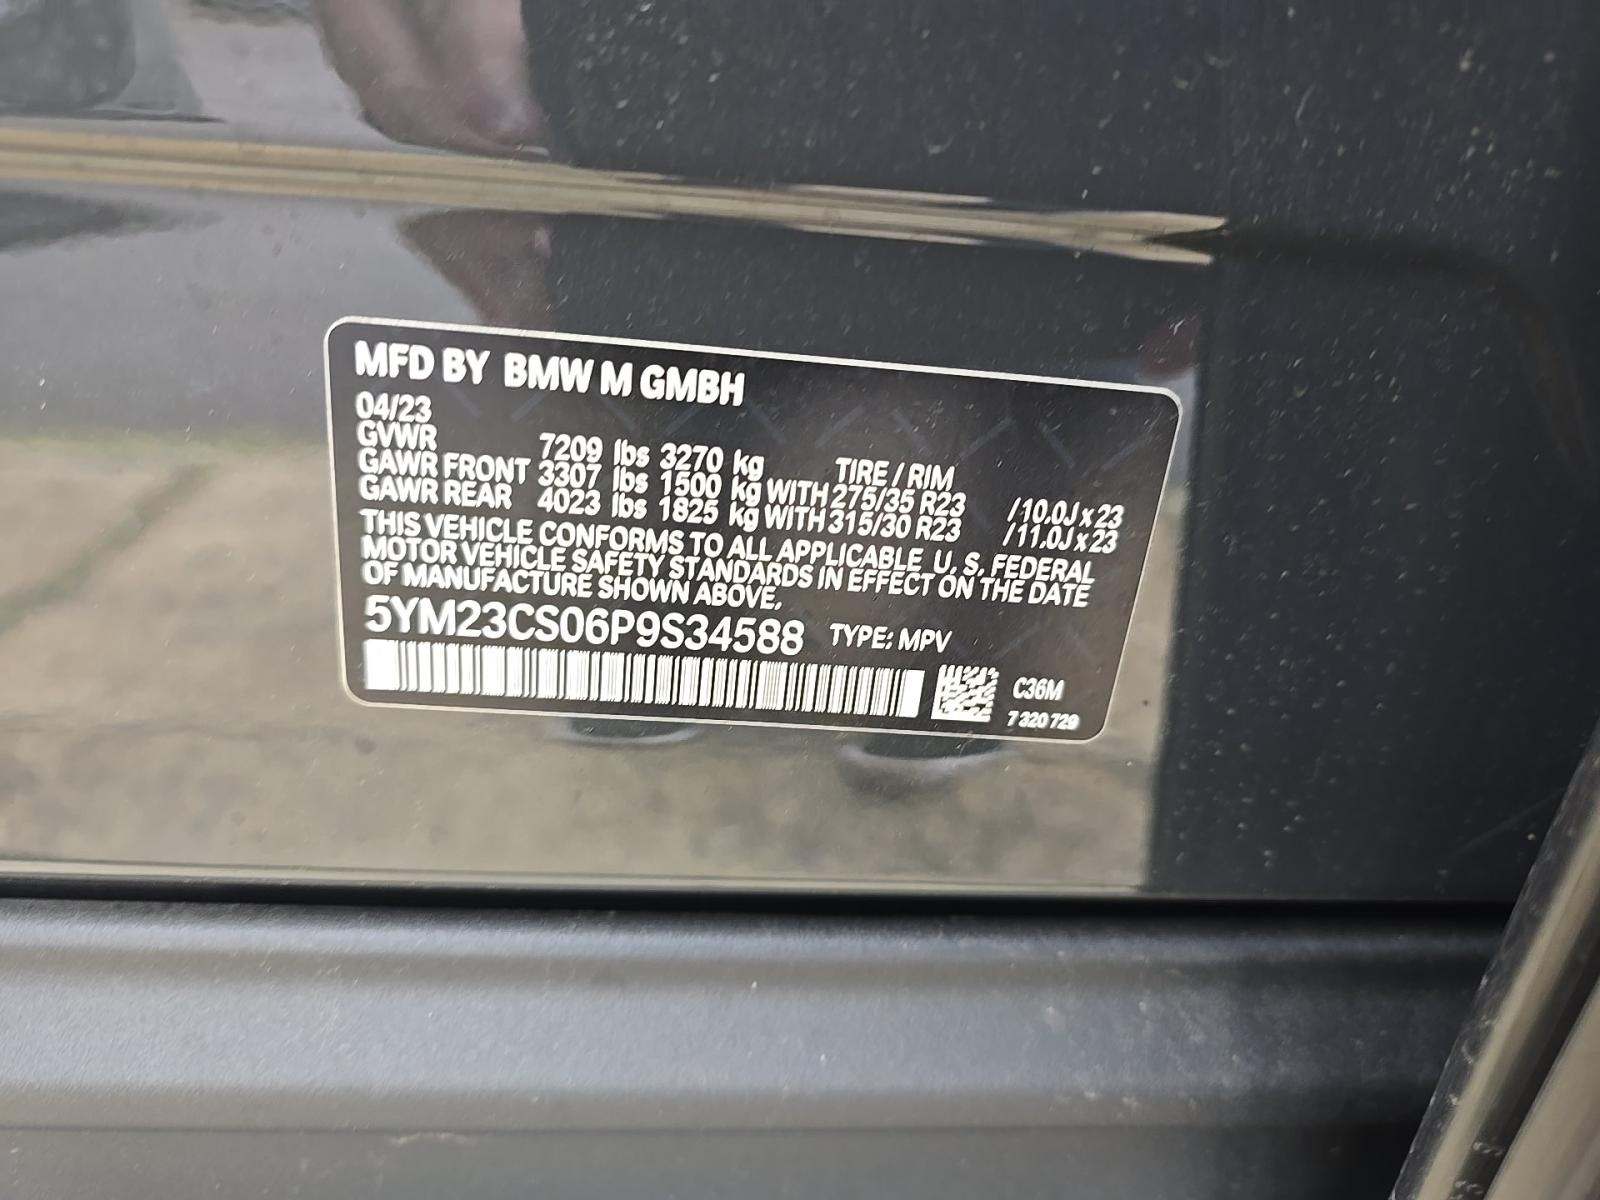 MFD BY BMW M GMBH
04/23
GVWR 7209 lbs 3270 kg TIRE / RIM
GAWR FRONT 3307 lbs 1500 kg WITH 275/35 R23 / 10.0J x 23
GAWR REAR 4023 lbs 1825 kg WITH 315/30 R23 / 11.0J x 23
THIS VEHICLE CONFORMS TO ALL APPLICABLE U. S. FEDERAL
MOTOR VEHICLE SAFETY STANDARDS IN EFFECT ON THE DATE
OF MANUFACTURE SHOWN ABOVE.
5YM23CS06P9S34588 TYPE: MPV
C36M
7 320 729